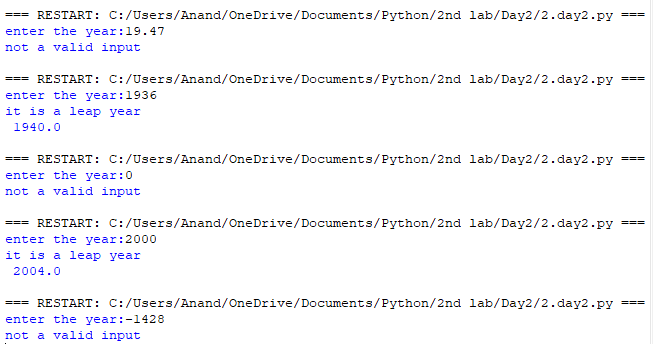 === RESTART: C:/Users/Anand/OneDrive/Documents/Python/2nd lab/Day2/2.day2.py ===
enter the year:19.47
not a valid input
=== RESTART: C:/Users/Anand/OneDrive/Documents/Python/2nd lab/Day2/2.day2.py ===
enter the year:1936
it is a leap year
1940.0
=== RESTART: C:/Users/Anand/OneDrive/Documents/Python/2nd lab/Day2/2.day2.py ===
enter the year:0
not a valid input
=== RESTART: C:/Users/Anand/OneDrive/Documents/Python/2nd lab/Day2/2.day2.py ===
enter the year:2000
it is a leap year
2004.0
=== RESTART: C:/Users/Anand/OneDrive/Documents/Python/2nd lab/Day2/2.day2.py ===
enter the year:-1428
not a valid input